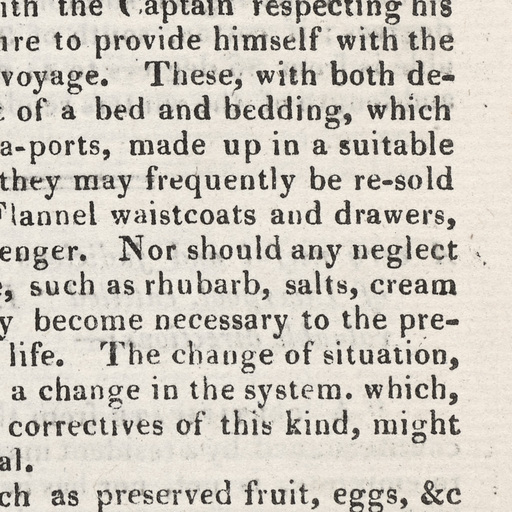 ith the Captain respecting his
ire to provide himself with the
voyage. These, with both de-
of a bed and bedding, which
a-ports, made up in a suitable
they may frequently be re-sold
Flannel waistcoats and drawers,
enger. Nor should any neglect
, such as rhubarb, salts, cream
y become necessary to the pre-
life. The change of situation,
a change in the system. which,
correctives of this kind, might
al.
ch as preserved fruit, eggs, &c